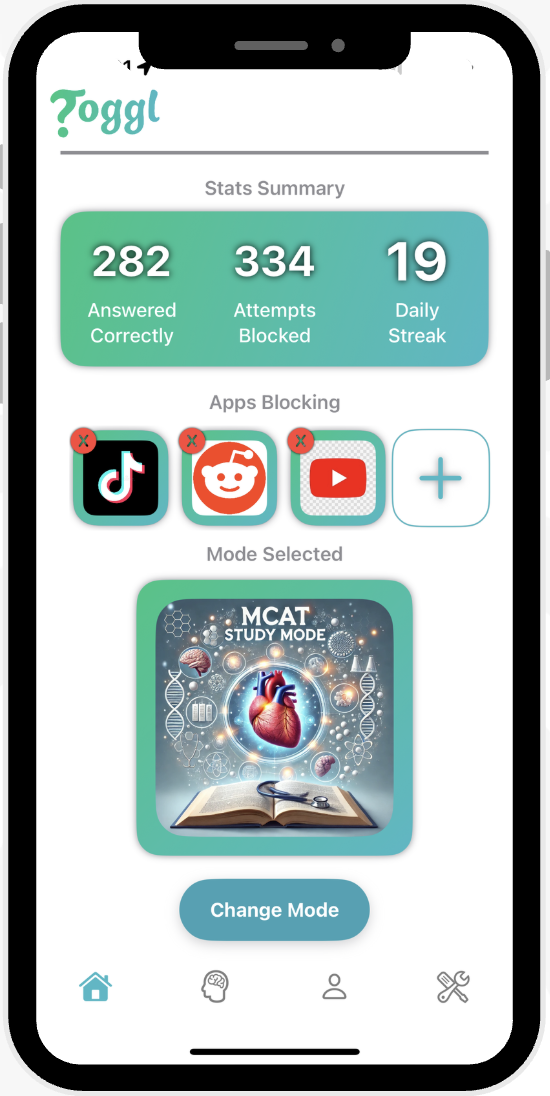 Toggl
Stats Summary
282 334 19
Answered Attempts Daily
Correctly Blocked Streak
Apps Blocking
Mode Selected
MCAT
STUDY MODE
Change Mode